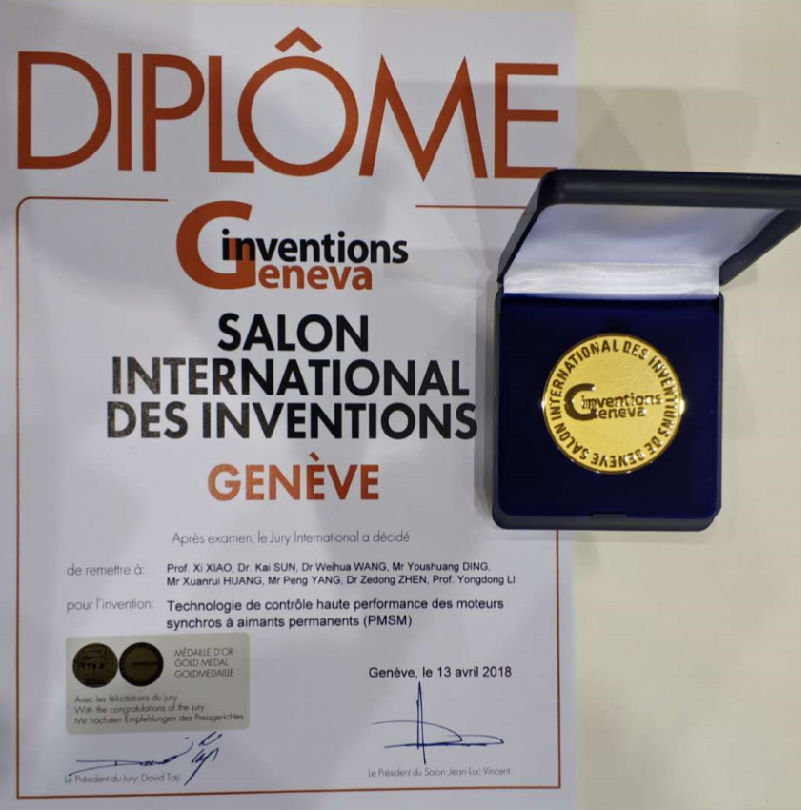 DIPLÔME
inventions
Geneva
SALON
INTERNATIONAL
DES INVENTIONS
GENÈVE
Après examen, le Jury International a décidé
de remettre à: Prof. Xi XIAO, Dr. Kai SUN, Dr Weihua WANG, Mr Youshuang DING,
Mr Xuanrui HUANG, Mr Peng YANG, Dr Zedong ZHEN, Prof. Yongdong LI
pour l'invention: Technologie de contrôle haute performance des moteurs
synchros à aimants permanents (PMSM)
MÉDAILLE D'OR
GOLD MEDAL
GOLDMEDAILLE
Avec les félicitations du jury
With the congratulations of the jury
Mit höchsten Empfehlungen des Preisgerichtes
Genève, le 13 avril 2018
Le Président du Jury: David Taji
Le Président du Salon: Jean-Luc Vincent
SALON INTERNATIONAL DES INVENTIONS DE GENEVE
inventions
Geneva